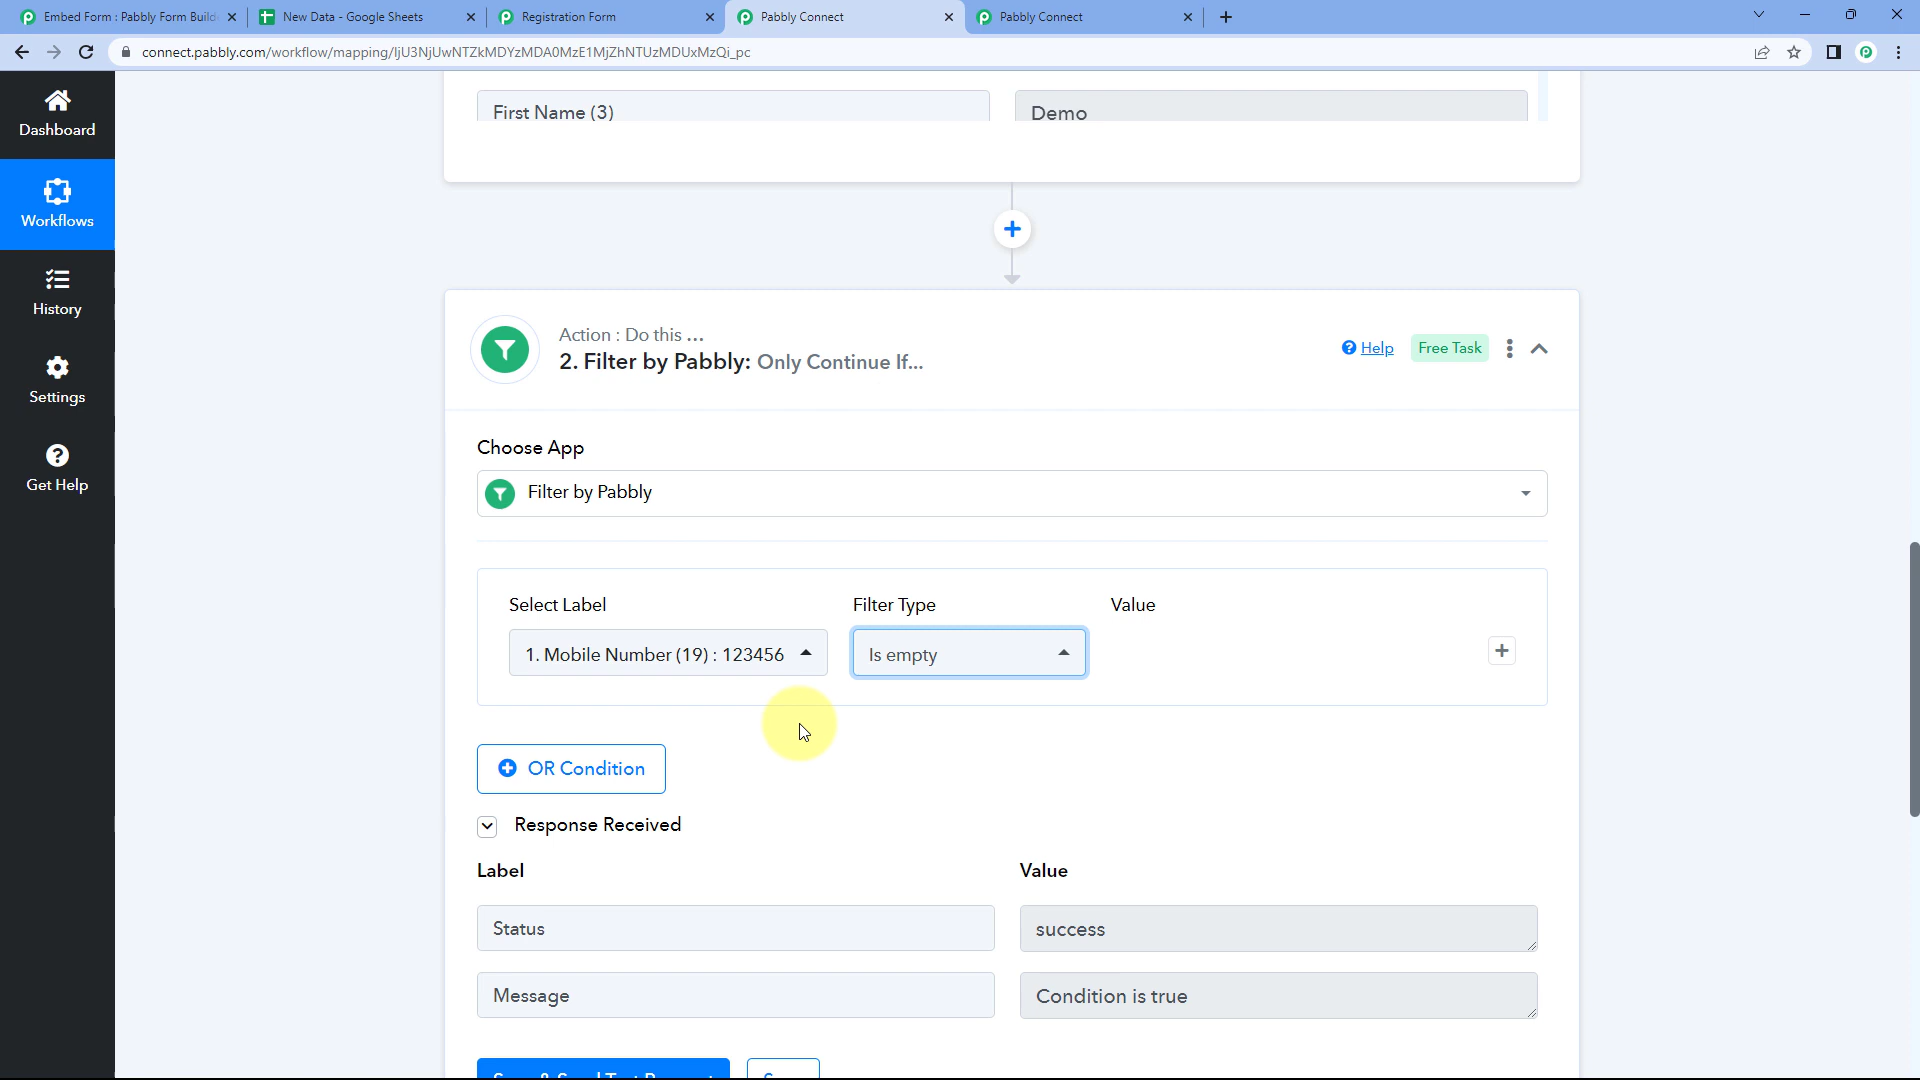 Embed Form : Pabbly Form Build
New Data - Google Sheets
Registration Form
Pabbly Connect
Pabbly Connect
connect.pabbly.com/workflow/mapping/IjU3NjUwNTZkMDYzMDA0MzE1MjZhNTUzMDUxMzQi_pc
Dashboard
Workflows
History
Settings
Get Help
First Name (3)
Demo
Action : Do this ...
2. Filter by Pabbly: Only Continue If...
Help
Free Task
Choose App
Filter by Pabbly
Select Label
Filter Type
Value
1. Mobile Number (19) : 123456
Is empty
OR Condition
Response Received
Label
Value
Status
success
Message
Condition is true